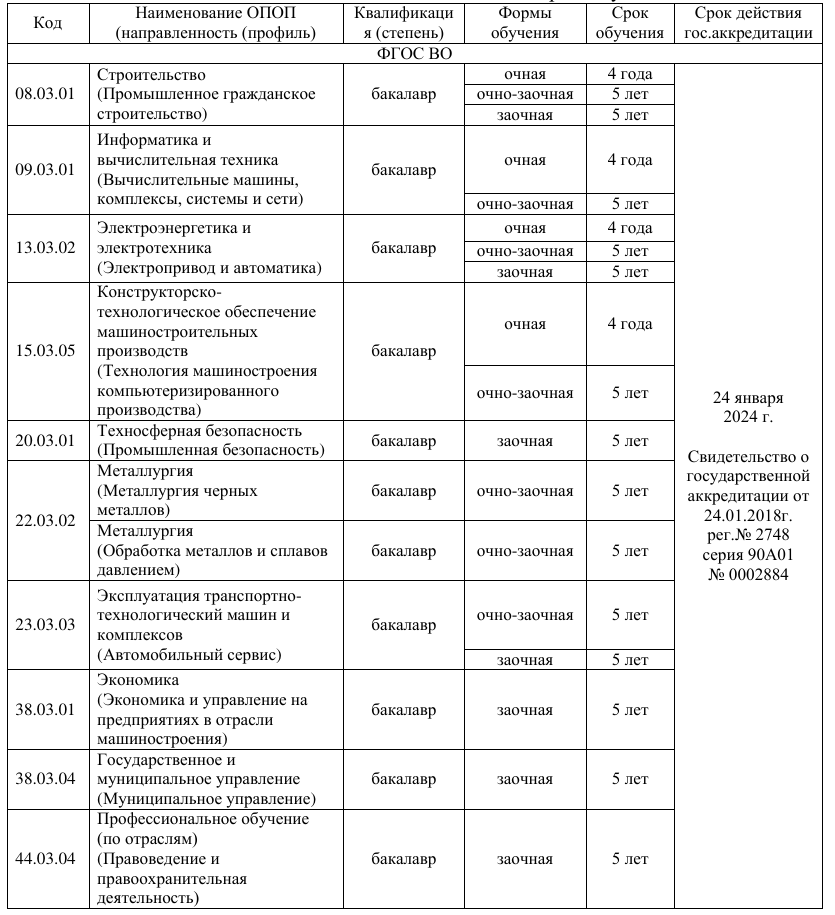 Код
Наименование ОПОП
(направленность (профиль)
Квалификаци
я (степень)
Формы
обучения
Срок
обучения
Срок действия
гос.аккредитации
ФГОС ВО
08.03.01
Строительство
(Промышленное гражданское
строительство)
бакалавр
очная
4 года
очно-заочная
5 лет
заочная
5 лет
09.03.01
Информатика и
вычислительная техника
(Вычислительные машины,
комплексы, системы и сети)
бакалавр
очная
4 года
очно-заочная
5 лет
13.03.02
Электроэнергетика и
электротехника
(Электропривод и автоматика)
бакалавр
очная
4 года
очно-заочная
5 лет
заочная
5 лет
15.03.05
Конструкторско-
технологическое обеспечение
машиностроительных
производств
(Технология машиностроения
компьютеризированного
производства)
бакалавр
очная
4 года
очно-заочная
5 лет
20.03.01
Техносферная безопасность
(Промышленная безопасность)
бакалавр
заочная
5 лет
22.03.02
Металлургия
(Металлургия черных
металлов)
бакалавр
очно-заочная
5 лет
Металлургия
(Обработка металлов и сплавов
давлением)
бакалавр
очно-заочная
5 лет
23.03.03
Эксплуатация транспортно-
технологический машин и
комплексов
(Автомобильный сервис)
бакалавр
очно-заочная
5 лет
заочная
5 лет
38.03.01
Экономика
(Экономика и управление на
предприятиях в отрасли
машиностроения)
бакалавр
заочная
5 лет
38.03.04
Государственное и
муниципальное управление
(Муниципальное управление)
бакалавр
заочная
5 лет
44.03.04
Профессиональное обучение
(по отраслям)
(Правоведение и
правоохранительная
деятельность)
бакалавр
заочная
5 лет
24 января
2024 г.
Свидетельство о
государственной
аккредитации от
24.01.2018г.
рег.№ 2748
серия 90А01
№ 0002884